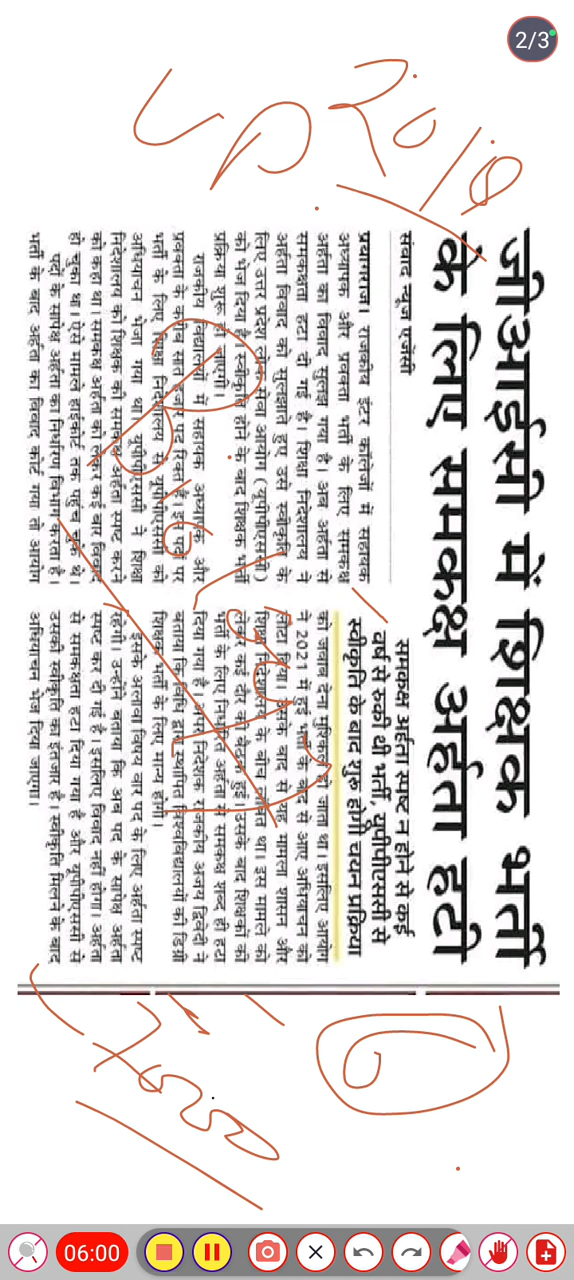 2/3
LP 2018
जीआईसी में शिक्षक भर्ती
के लिए समकक्ष अर्हता हटी
संवाद न्यूज एजेंसी
प्रयागराज। राजकीय इंटर कॉलेजों में सहायक
अध्यापक और प्रवक्ता भर्ती के लिए समकक्ष
अर्हता का विवाद सुलझ गया है। अब अर्हता से
समकक्षता हटा दी गई है। शिक्षा निदेशालय ने
अर्हता विवाद को सुलझाते हुए उसे स्वीकृति के
लिए उत्तर प्रदेश लोक सेवा आयोग (यूपीपीएससी)
को भेज दिया है। स्वीकृति होने के बाद शिक्षक भर्ती
प्रक्रिया शुरू हो जाएगी।
राजकीय विद्यालयों में सहायक अध्यापक और
प्रवक्ता के करीब सात हजार पद रिक्त हैं। इन पदों पर
भर्ती के लिए शिक्षा निदेशालय से यूपीपीएससी को
अधियाचन भेजा गया था। यूपीपीएससी ने शिक्षा
निदेशालय को शिक्षक की समकक्ष अर्हता स्पष्ट करने
को कहा था। समकक्ष अर्हता को लेकर कई बार विवाद
हो चुका था। ऐसे मामले हाईकोर्ट तक पहुंच चुके थे।
पदों के सापेक्ष अर्हता का निर्धारण विभाग करता है।
भर्ती के बाद अर्हता का विवाद कोर्ट गया तो आयोग
समकक्ष अर्हता स्पष्ट न होने से कई
वर्ष से रुकी थी भर्ती, यूपीपीएससी से
स्वीकृति के बाद शुरू होगी चयन प्रक्रिया
को जवाब देना मुश्किल हो जाता था। इसलिए आयोग
ने 2021 में हुई भर्ती के बाद से आए अधियाचन को
लौटा दिया। इसके बाद से यह मामला शासन और
शिक्षा निदेशालय के बीच लंबित था। इस मामले को
लेकर कई दौर की बैठक हुई। उसके बाद शिक्षकों की
भर्ती के लिए निर्धारित अर्हता से समकक्ष शब्द ही हटा
दिया गया है। अपर निदेशक राजकीय अजय द्विवेदी ने
बताया कि विधि द्वारा स्थापित विश्वविद्यालयों की डिग्री
शिक्षक भर्ती के लिए मान्य होगी।
इसके अलावा विषय वार पद के लिए अर्हता स्पष्ट
रहेगी। उन्होंने बताया कि अब पद के सापेक्ष अर्हता
स्पष्ट कर दी गई है। इसलिए विवाद नहीं होगा। अर्हता
से समकक्षता हटा दिया गया है और यूपीपीएससी से
उसकी स्वीकृति का इंतजार है। स्वीकृति मिलने के बाद
अधियाचन भेज दिया जाएगा।
06:00